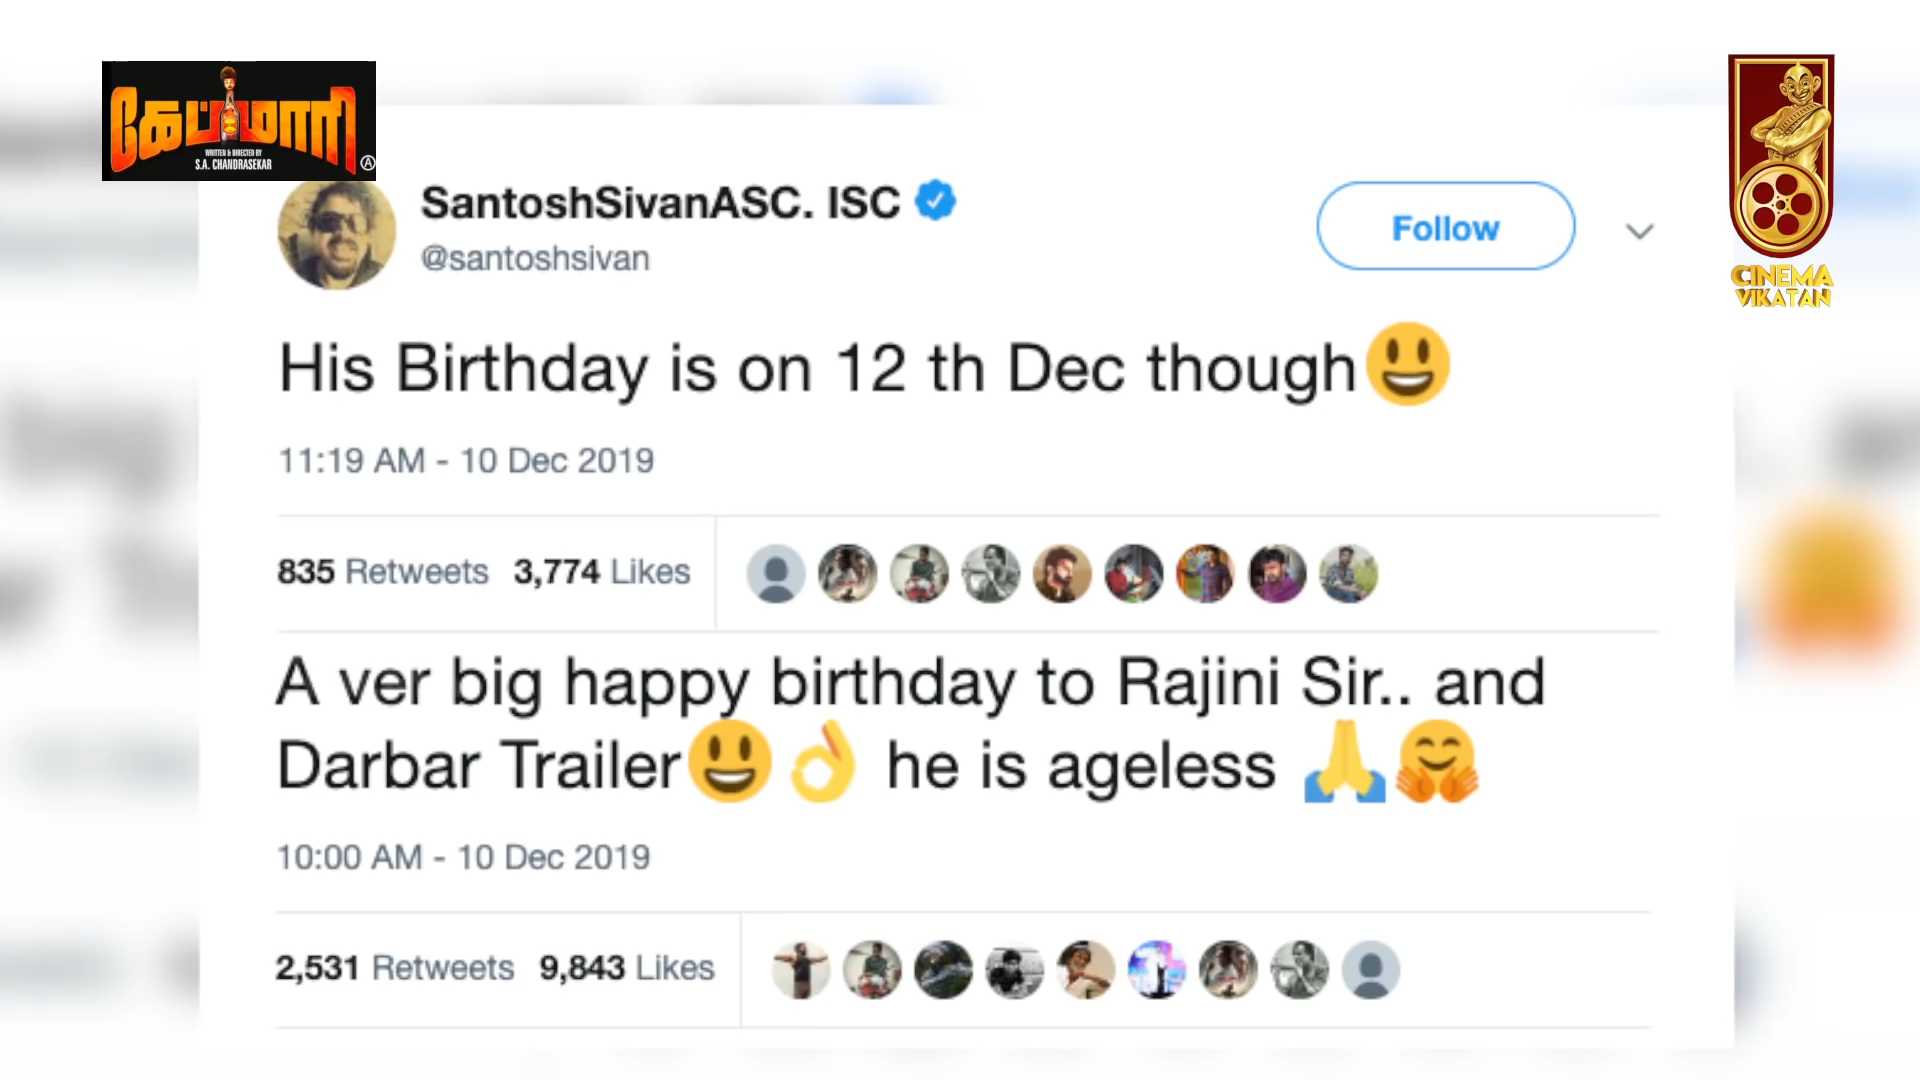 கேப்மாரி
WRITTEN & DIRECTED BY
S.A. CHANDRASEKAR
A
CINEMA
VIKATAN
SantoshSivanASC. ISC
@santoshsivan
Follow
His Birthday is on 12 th Dec though😃
11:19 AM - 10 Dec 2019
835 Retweets 3,774 Likes
A ver big happy birthday to Rajini Sir.. and
Darbar Trailer😃👌 he is ageless 🙏🤗
10:00 AM - 10 Dec 2019
2,531 Retweets 9,843 Likes